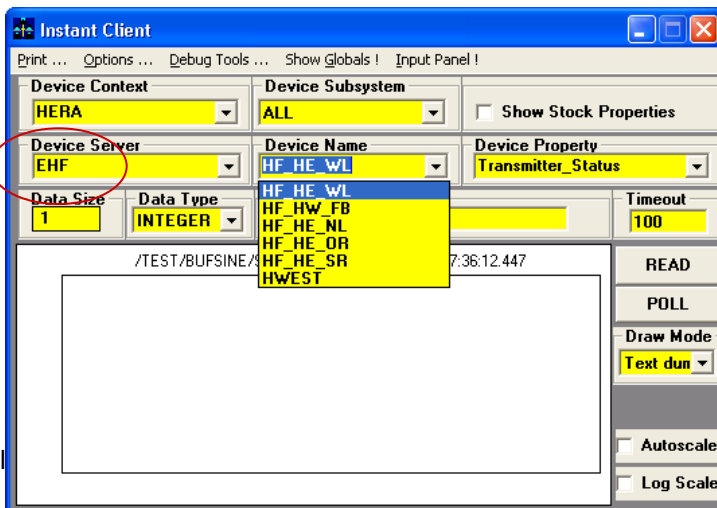 Instant Client
Print ... Options ... Debug Tools ... Show Globals ! Input Panel !
Device Context Device Subsystem
HERA ALL Show Stock Properties
Device Server Device Name Device Property
EHF HF_HE_WL Transmitter_Status
HF_HE_WL
HF_HW_FB
HF_HE_NL
HF_HE_OR
HF_HE_SR
HWEST
Data Size Data Type Timeout
1 INTEGER 100
/TEST/BUFSINE/ 7:36:12.447
READ
POLL
Draw Mode
Text dun
Autoscale
Log Scale